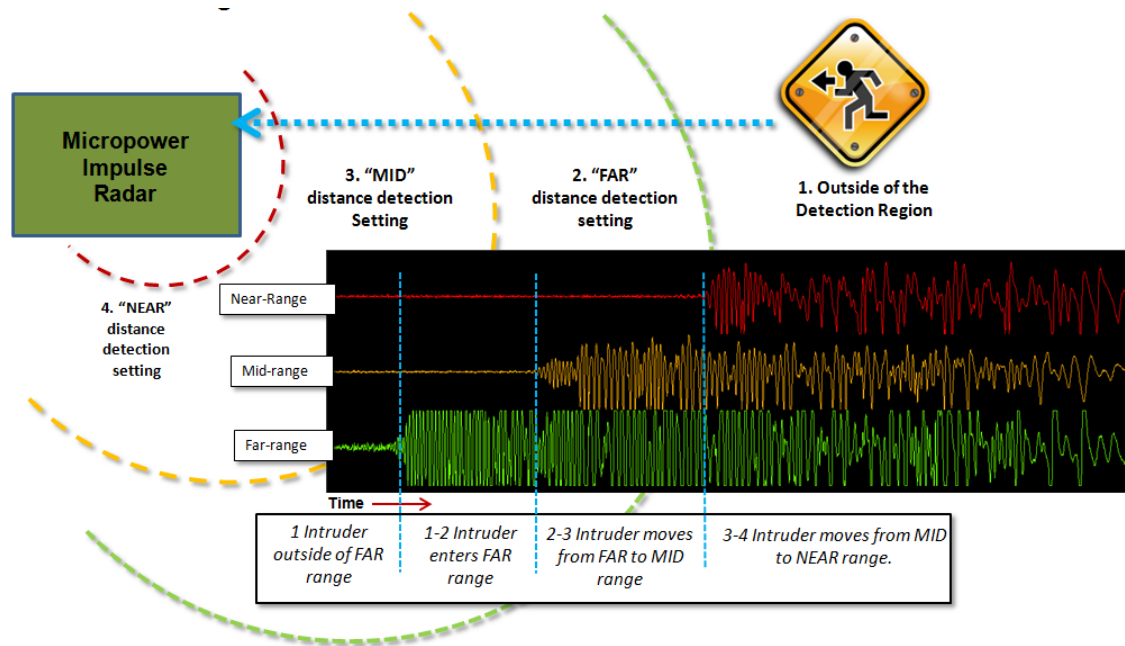 Micropower
Impulse
Radar
3. “MID”
distance detection
Setting
2. “FAR”
distance detection
setting
1. Outside of the
Detection Region
4. “NEAR”
distance
detection
setting
Near-Range
Mid-range
Far-range
Time
1 Intruder
outside of FAR
range
1-2 Intruder
enters FAR
range
2-3 Intruder moves
from FAR to MID
range
3-4 Intruder moves from MID
to NEAR range.